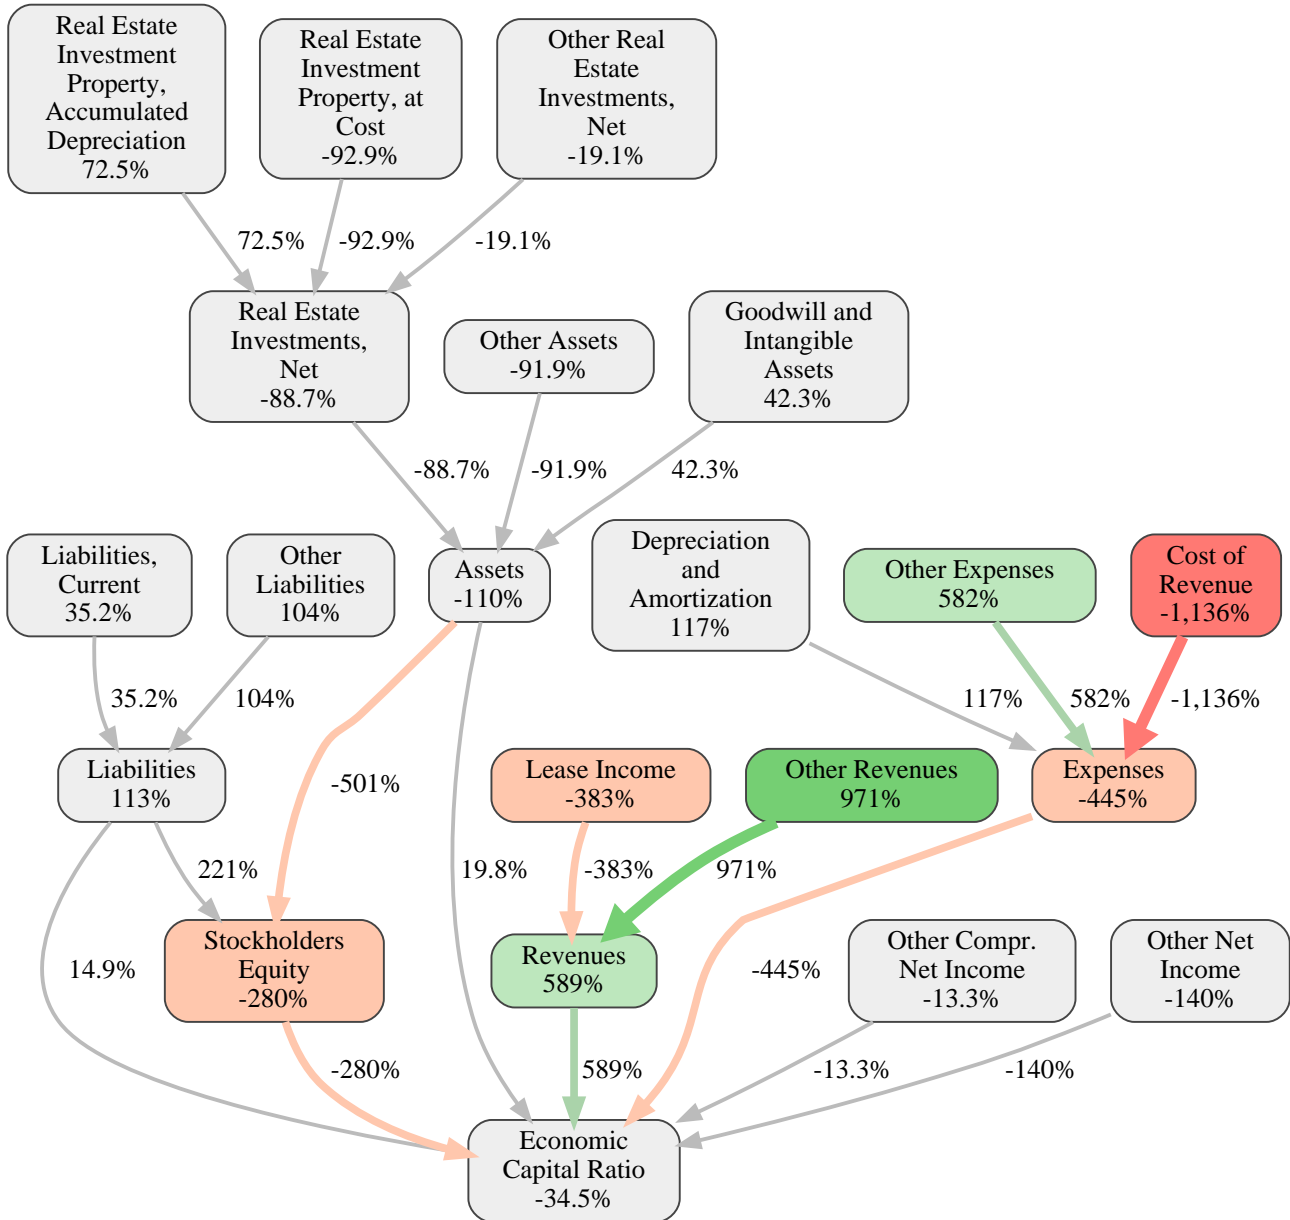 Real Estate
Investment
Property,
Accumulated
Depreciation
72.5%
Real Estate
Investment
Property, at
Cost
-92.9%
Other Real
Estate
Investments,
Net
-19.1%
72.5%
-92.9%
-19.1%
Real Estate
Investments,
Net
-88.7%
Other Assets
-91.9%
Goodwill and
Intangible
Assets
42.3%
-88.7%
-91.9%
42.3%
Liabilities,
Current
35.2%
Other
Liabilities
104%
Assets
-110%
Depreciation
and
Amortization
117%
Other Expenses
582%
Cost of
Revenue
-1,136%
35.2%
104%
117%
582%
-1,136%
Liabilities
113%
-501%
Lease Income
-383%
Other Revenues
971%
Expenses
-445%
221%
19.8%
-383%
971%
14.9%
Stockholders
Equity
-280%
Revenues
589%
-445%
Other Compr.
Net Income
-13.3%
Other Net
Income
-140%
-280%
589%
-13.3%
-140%
Economic
Capital Ratio
-34.5%